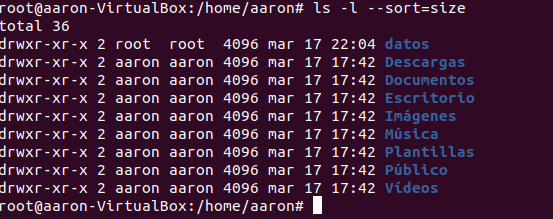 root@aaron-VirtualBox:/home/aaron# ls -l --sort=size
total 36
drwxr-xr-x 2 root  root  4096 mar 17 22:04 datos
drwxr-xr-x 2 aaron aaron 4096 mar 17 17:42 Descargas
drwxr-xr-x 2 aaron aaron 4096 mar 17 17:42 Documentos
drwxr-xr-x 2 aaron aaron 4096 mar 17 17:42 Escritorio
drwxr-xr-x 2 aaron aaron 4096 mar 17 17:42 Imágenes
drwxr-xr-x 2 aaron aaron 4096 mar 17 17:42 Música
drwxr-xr-x 2 aaron aaron 4096 mar 17 17:42 Plantillas
drwxr-xr-x 2 aaron aaron 4096 mar 17 17:42 Público
drwxr-xr-x 2 aaron aaron 4096 mar 17 17:42 Vídeos
root@aaron-VirtualBox:/home/aaron#